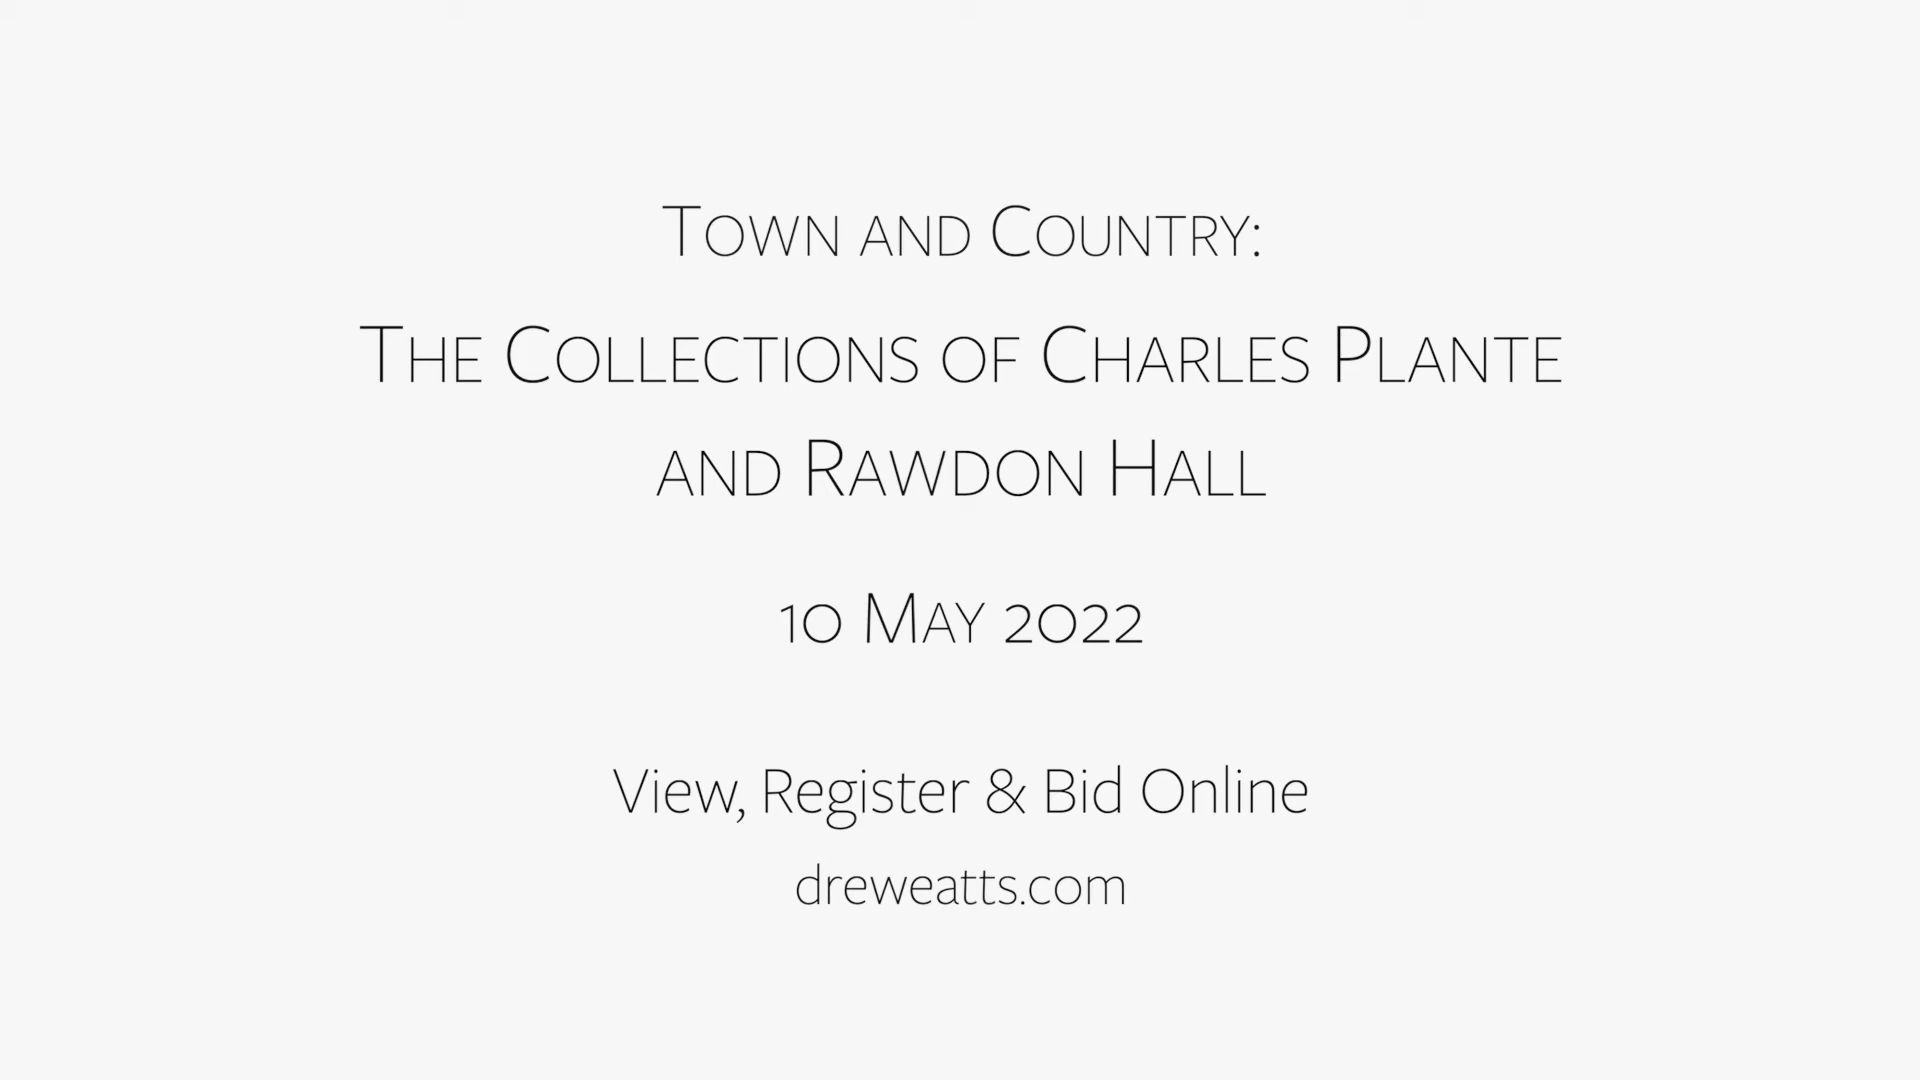 Town and Country:
The Collections of Charles Plante
and Rawdon Hall
10 May 2022
View, Register & Bid Online
dreweatts.com